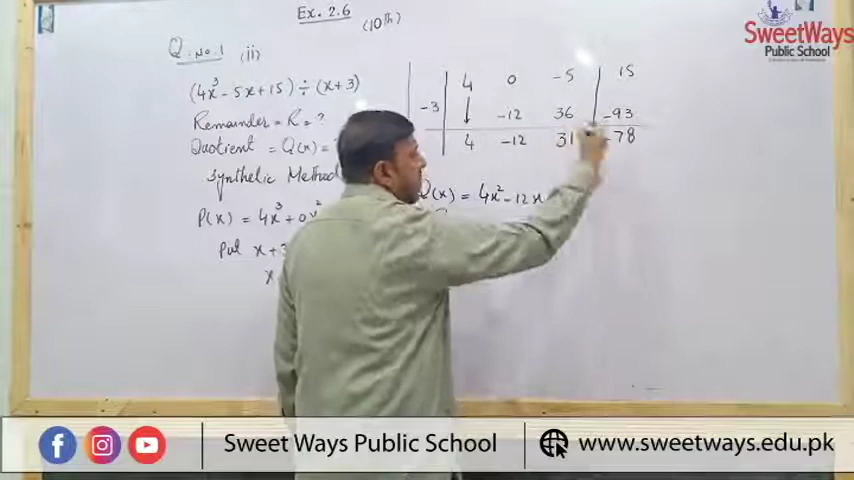 Ex. 2.6
(10th)
Q. No. 1 (ii)
(4x³ - 5x + 15) ÷ (x + 3)
Remainder = R = ?
Quotient = Q(x) =
Synthetic Method
P(x) = 4x³ + 0x²
Put x + 3
x
4 0 -5 15
-3 -12 36 -93
4 -12 31 78
Q(x) = 4x² - 12x
SweetWays
Public School
Sweet Ways Public School
www.sweetways.edu.pk